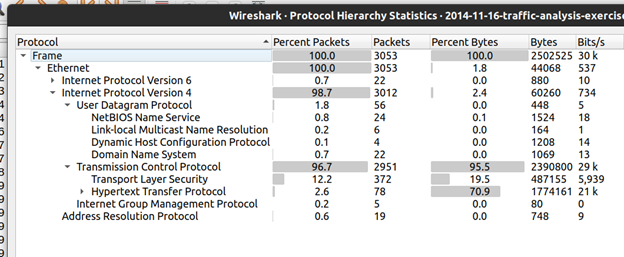 Wireshark · Protocol Hierarchy Statistics · 2014-11-16-traffic-analysis-exercise
Protocol Percent Packets Packets Percent Bytes Bytes Bits/s
Frame 100.0 3053 100.0 2502525 30 k
Ethernet 100.0 3053 1.8 44068 537
Internet Protocol Version 6 0.7 22 0.0 880 10
Internet Protocol Version 4 98.7 3012 2.4 60260 734
User Datagram Protocol 1.8 56 0.0 448 5
NetBIOS Name Service 0.8 24 0.1 1524 18
Link-local Multicast Name Resolution 0.2 6 0.0 164 1
Dynamic Host Configuration Protocol 0.1 4 0.0 1208 14
Domain Name System 0.7 22 0.0 1069 13
Transmission Control Protocol 96.7 2951 95.5 2390800 29 k
Transport Layer Security 12.2 372 19.5 487155 5,939
Hypertext Transfer Protocol 2.6 78 70.9 1774161 21 k
Internet Group Management Protocol 0.2 5 0.0 80 0
Address Resolution Protocol 0.6 19 0.0 748 9